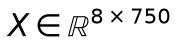 X ∈ ℝ^{8 × 750}